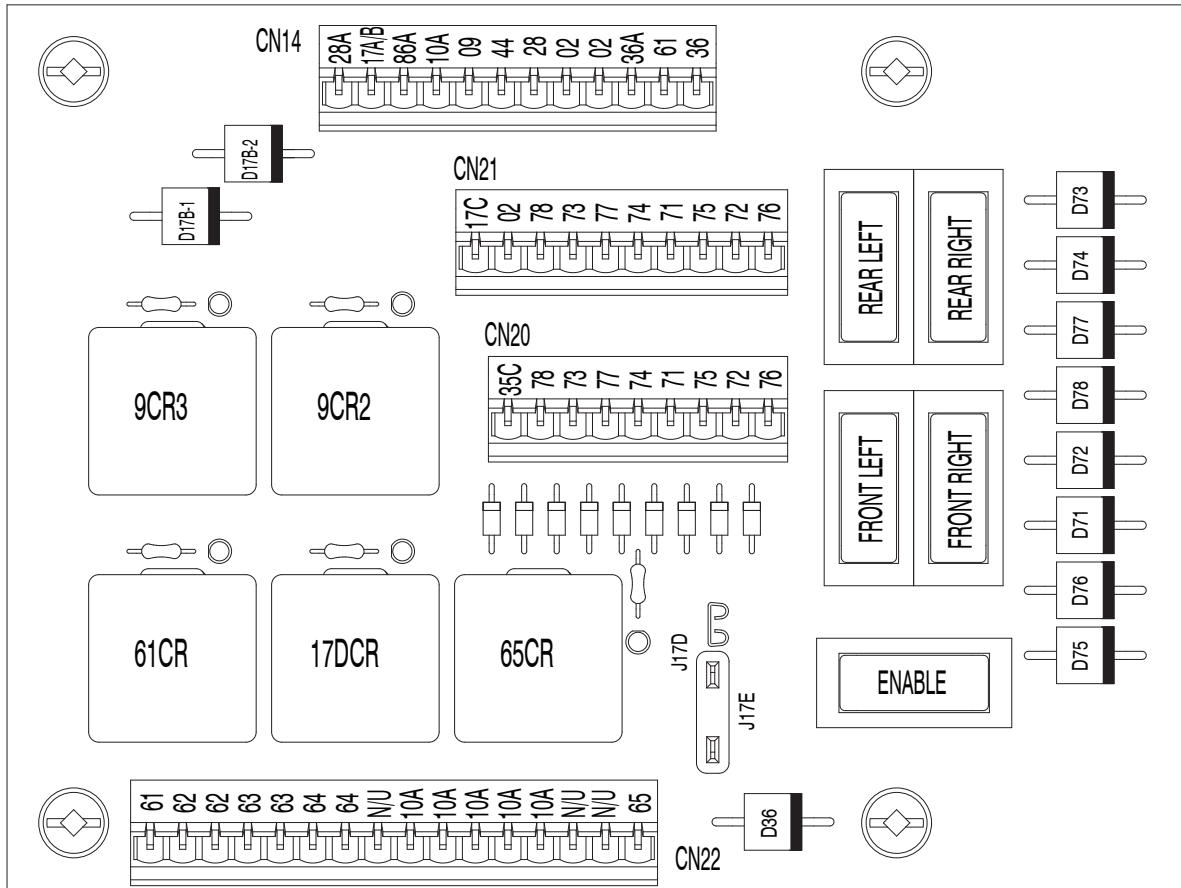 CN14
28A 17A/B 86A 10A 09 44 28 02 02 36A 61 36
D17B-2
D17B-1
CN21
17C 02 78 73 77 74 71 75 72 76
CN20
35C 78 73 77 74 71 75 72 76
REAR LEFT
REAR RIGHT
FRONT LEFT
FRONT RIGHT
ENABLE
D73
D74
D77
D78
D72
D71
D76
D75
9CR3
9CR2
61CR
17DCR
65CR
J17D
J17E
61 62 62 63 63 64 64 N/U 10A 10A 10A 10A 10A N/U N/U 65
CN22
D36